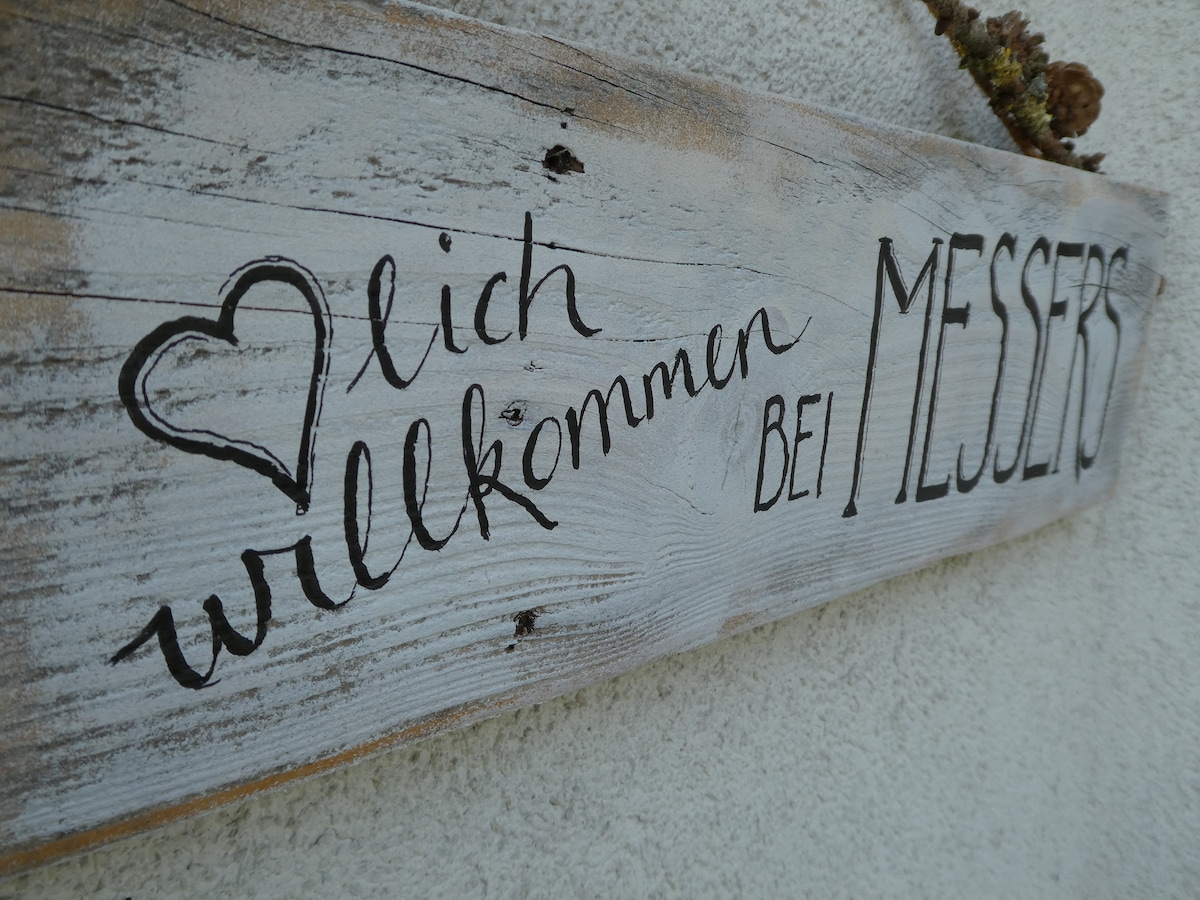 ♡lich
willkommen
BEI MESSERS